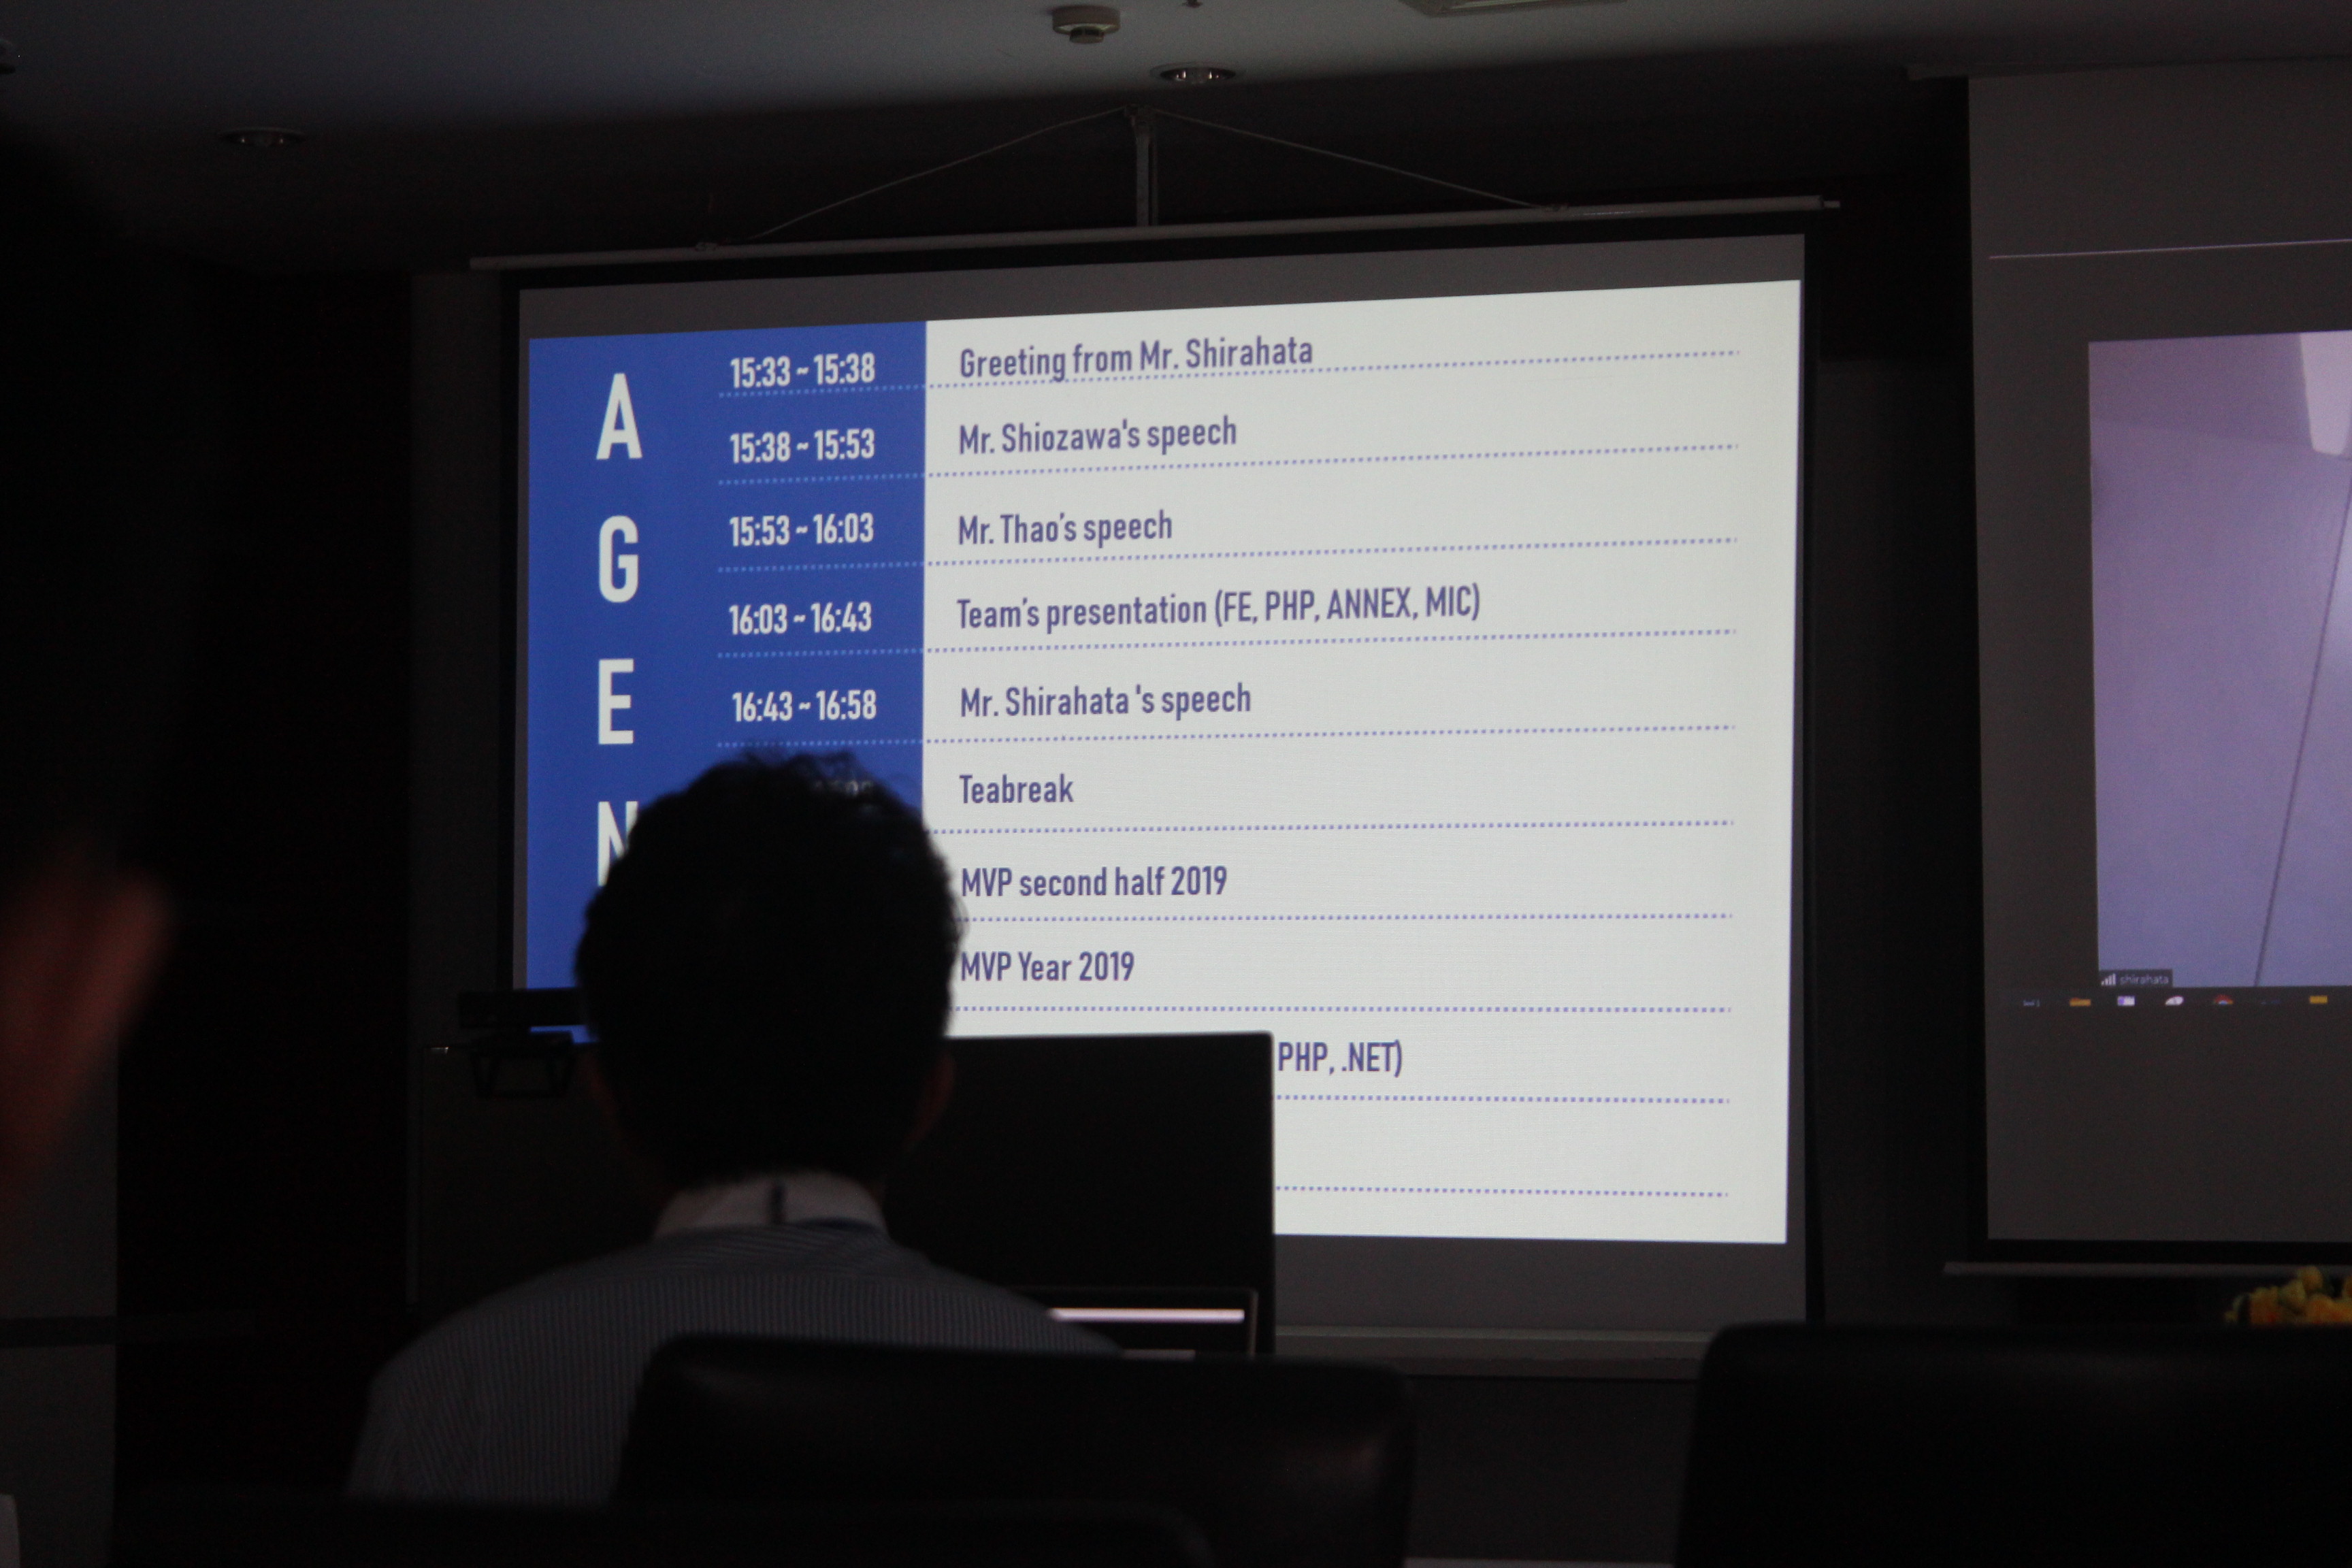 AGEN
15:33 ~ 15:38 Greeting from Mr. Shirahata
15:38 ~ 15:53 Mr. Shiozawa's speech
15:53 ~ 16:03 Mr. Thao’s speech
16:03 ~ 16:43 Team’s presentation (FE, PHP, ANNEX, MIC)
16:43 ~ 16:58 Mr. Shirahata 's speech
Teabreak
MVP second half 2019
MVP Year 2019
PHP, .NET)
shirahata